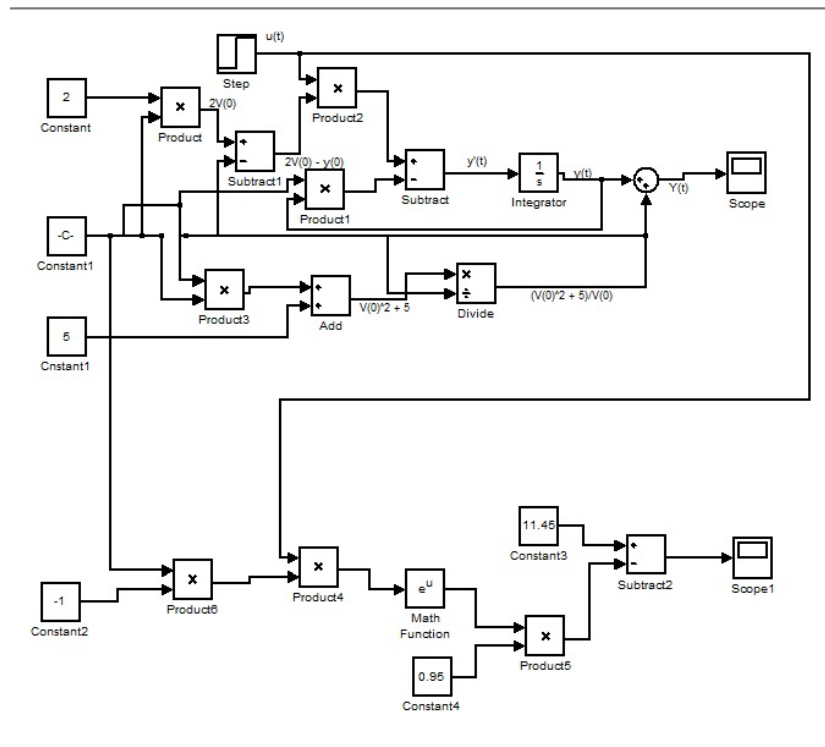 u(t)
Step
2
Constant
×
Product
2V(0)
×
Product2
+
−
Subtract1
2V(0) - y(0)
×
Product1
+
−
Subtract
y'(t)
1
s
Integrator
y(t)
+
+
Y(t)
Scope
-C-
Constant1
×
Product3
+
+
Add
V(0)^2 + 5
×
÷
Divide
(V(0)^2 + 5)/V(0)
5
Cnstant1
11.45
Constant3
+
−
Subtract2
Scope1
-1
Constant2
×
Product6
×
Product4
e^u
Math
Function
×
Product5
0.95
Constant4